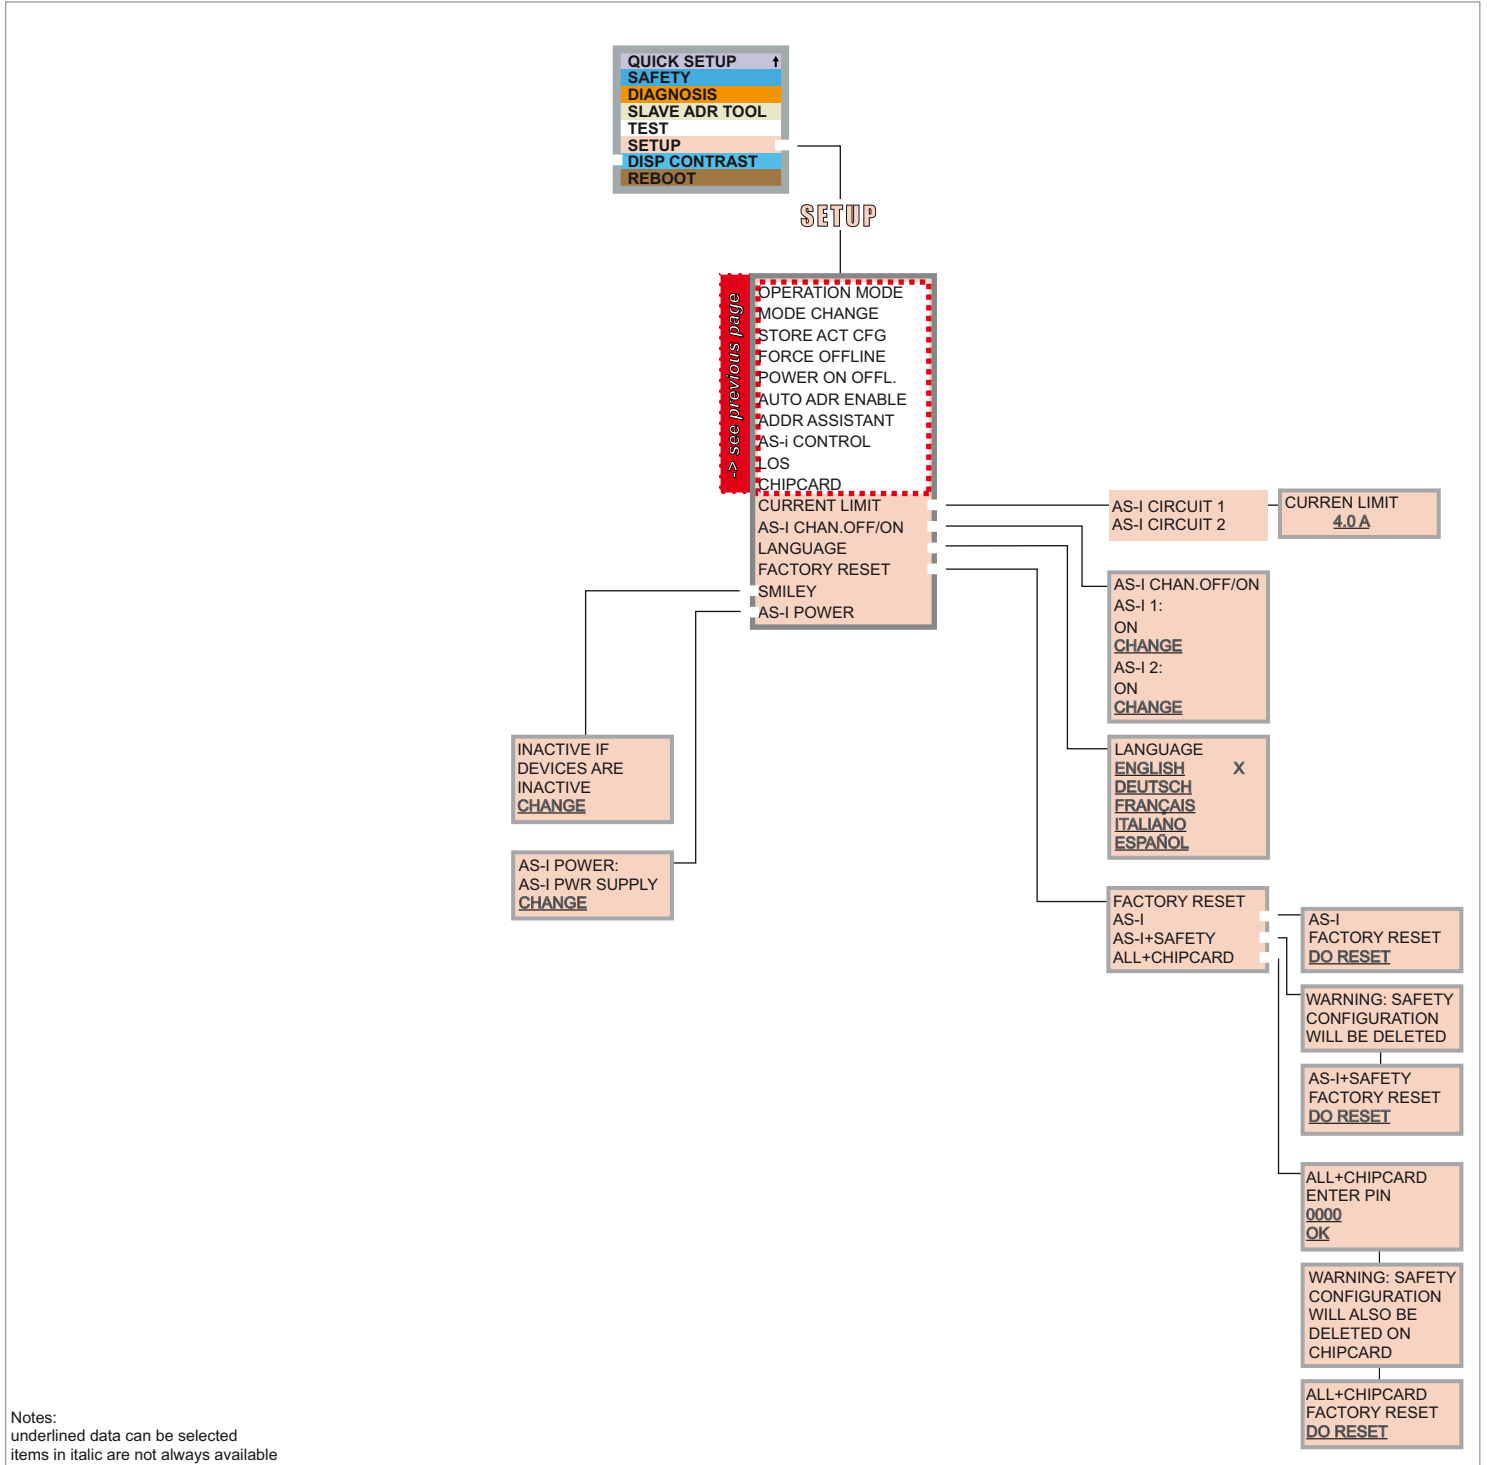 QUICK SETUP ↑
SAFETY
DIAGNOSIS
SLAVE ADR TOOL
TEST
SETUP
DISP CONTRAST
REBOOT
SETUP
-> see previous page
OPERATION MODE
MODE CHANGE
STORE ACT CFG
FORCE OFFLINE
POWER ON OFFL.
AUTO ADR ENABLE
ADDR ASSISTANT
AS-i CONTROL
LOS
CHIPCARD
CURRENT LIMIT
AS-I CHAN.OFF/ON
LANGUAGE
FACTORY RESET
SMILEY
AS-I POWER
AS-I CIRCUIT 1
AS-I CIRCUIT 2
CURREN LIMIT
4.0 A
AS-I CHAN.OFF/ON
AS-I 1:
ON
CHANGE
AS-I 2:
ON
CHANGE
INACTIVE IF
DEVICES ARE
INACTIVE
CHANGE
LANGUAGE
ENGLISH X
DEUTSCH
FRANÇAIS
ITALIANO
ESPAÑOL
AS-I POWER:
AS-I PWR SUPPLY
CHANGE
FACTORY RESET
AS-I
AS-I+SAFETY
ALL+CHIPCARD
AS-I
FACTORY RESET
DO RESET
WARNING: SAFETY
CONFIGURATION
WILL BE DELETED
AS-I+SAFETY
FACTORY RESET
DO RESET
ALL+CHIPCARD
ENTER PIN
0000
OK
WARNING: SAFETY
CONFIGURATION
WILL ALSO BE
DELETED ON
CHIPCARD
ALL+CHIPCARD
FACTORY RESET
DO RESET
Notes:
underlined data can be selected
items in italic are not always available